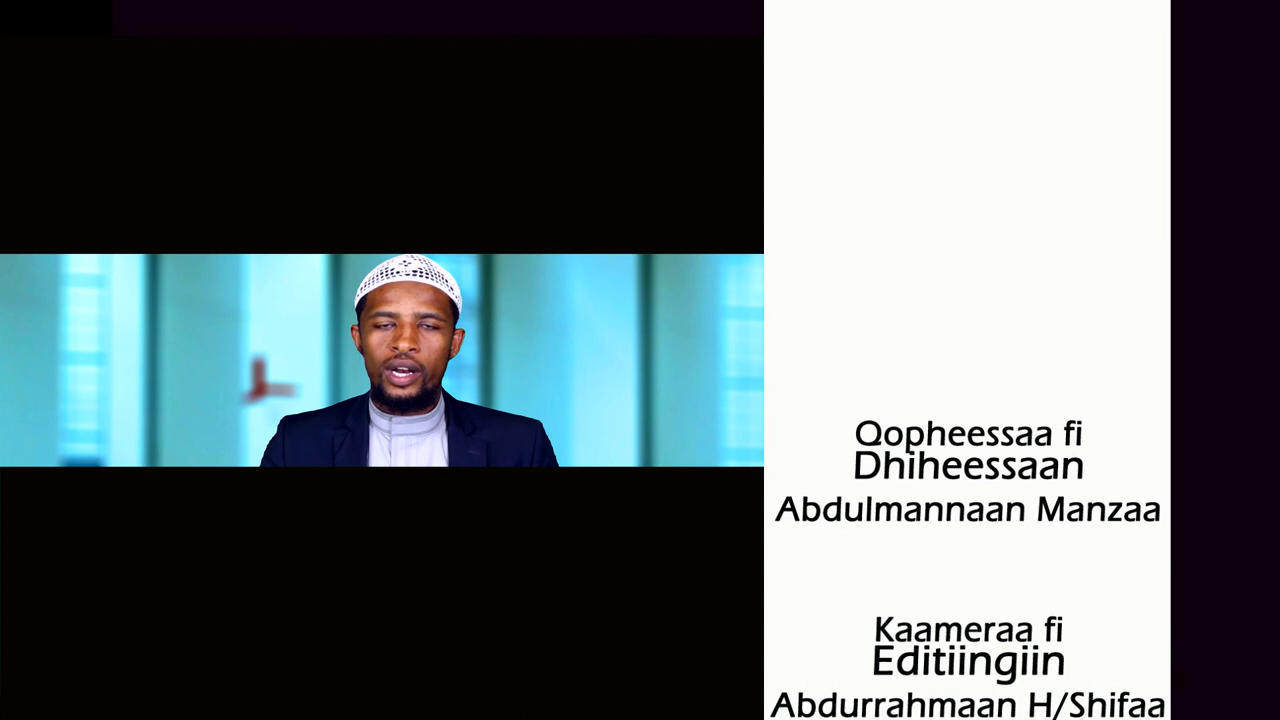 Qopheessaa fi
Dhiheessaan
Abdulmannaan Manzaa
Kaameraa fi
Editiingiin
Abdurrahmaan H/Shifaa